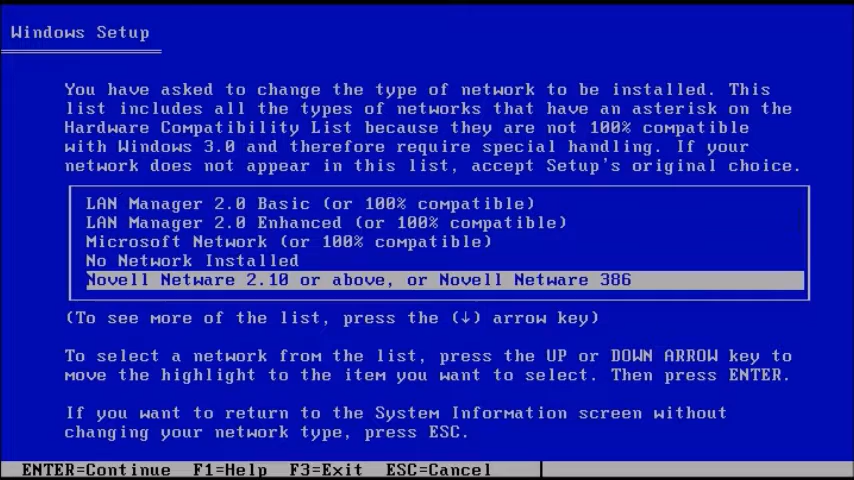 Windows Setup
You have asked to change the type of network to be installed. This
list includes all the types of networks that have an asterisk on the
Hardware Compatibility List because they are not 100% compatible
with Windows 3.0 and therefore require special handling. If your
network does not appear in this list, accept Setup's original choice.
LAN Manager 2.0 Basic (or 100% compatible)
LAN Manager 2.0 Enhanced (or 100% compatible)
Microsoft Network (or 100% compatible)
No Network Installed
Novell Netware 2.10 or above, or Novell Netware 386
(To see more of the list, press the (↓) arrow key)
To select a network from the list, press the UP or DOWN ARROW key to
move the highlight to the item you want to select. Then press ENTER.
If you want to return to the System Information screen without
changing your network type, press ESC.
ENTER=Continue F1=Help F3=Exit ESC=Cancel